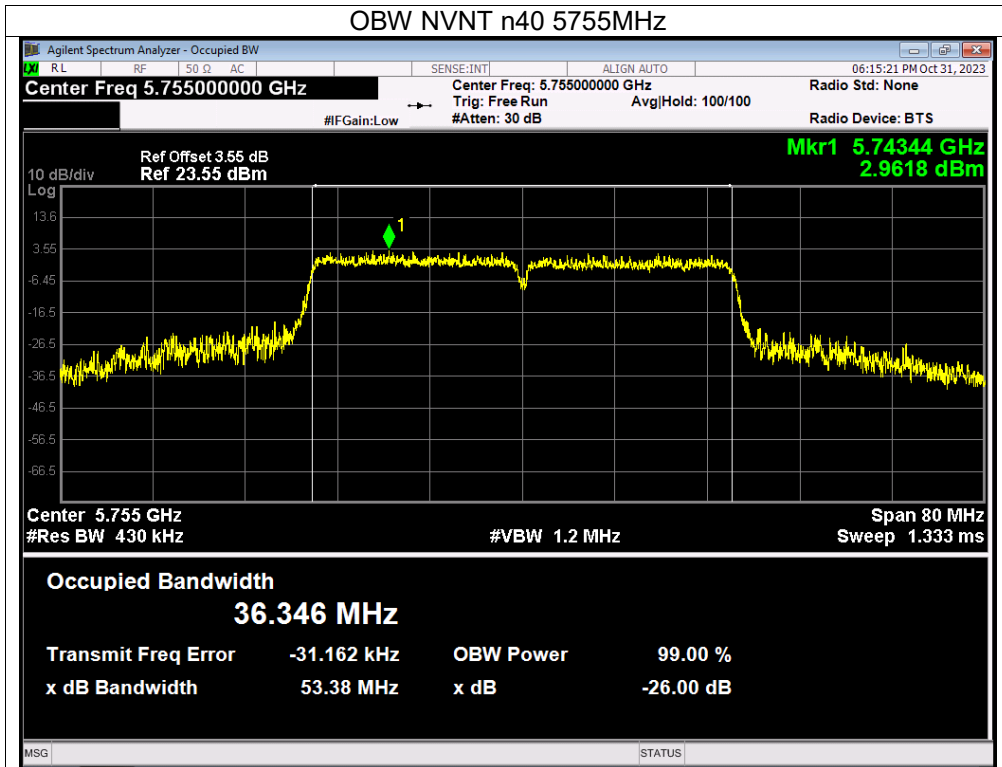 OBW NVNT n40 5755MHz
Agilent Spectrum Analyzer - Occupied BW
LXI RL RF 50 Ω AC SENSE:INT ALIGN AUTO 06:15:21 PM Oct 31, 2023
Center Freq 5.755000000 GHz Center Freq: 5.755000000 GHz Radio Std: None
Trig: Free Run Avg|Hold: 100/100
#IFGain:Low #Atten: 30 dB Radio Device: BTS
Mkr1 5.74344 GHz
2.9618 dBm
Ref Offset 3.55 dB
10 dB/div Ref 23.55 dBm
Log
13.6
1
3.55
-6.45
-16.5
-26.5
-36.5
-46.5
-56.5
-66.5
Center 5.755 GHz Span 80 MHz
#Res BW 430 kHz #VBW 1.2 MHz Sweep 1.333 ms
Occupied Bandwidth
36.346 MHz
Transmit Freq Error -31.162 kHz OBW Power 99.00 %
x dB Bandwidth 53.38 MHz x dB -26.00 dB
MSG STATUS